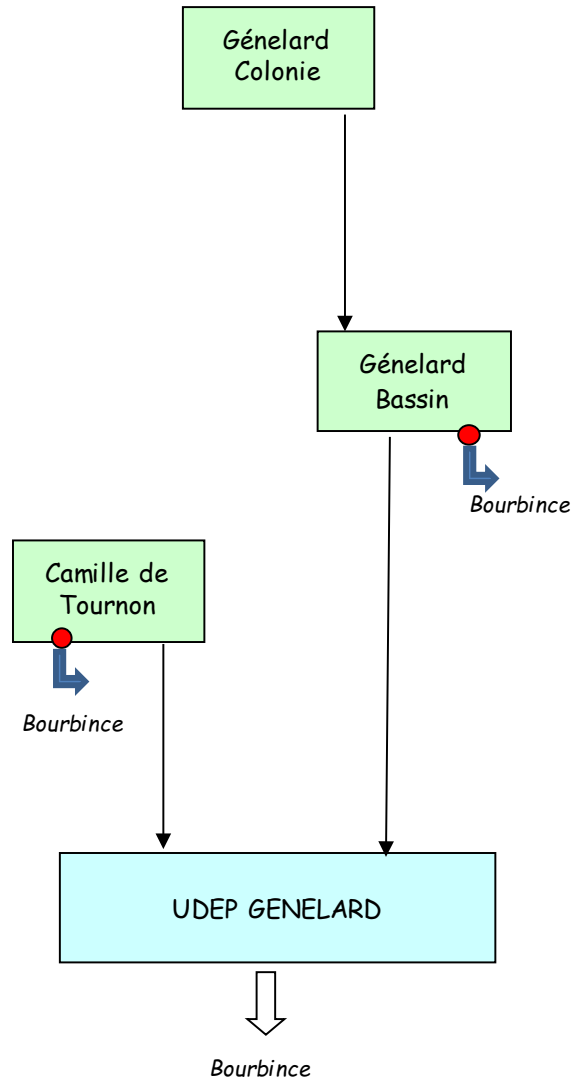 Génelard
Colonie
Génelard
Bassin
Bourbince
Camille de
Tournon
Bourbince
UDEP GENELARD
Bourbince